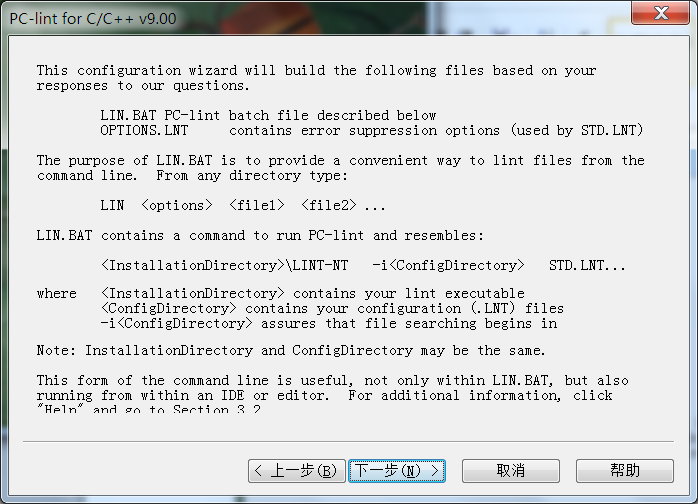 PC-lint for C/C++ v9.00
This configuration wizard will build the following files based on your
responses to our questions.
LIN.BAT PC-lint batch file described below
OPTIONS.LNT contains error suppression options (used by STD.LNT)
The purpose of LIN.BAT is to provide a convenient way to lint files from the
command line. From any directory type:
LIN <options> <file1> <file2> ...
LIN.BAT contains a command to run PC-lint and resembles:
<InstallationDirectory>\LINT-NT -i<ConfigDirectory> STD.LNT...
where <InstallationDirectory> contains your lint executable
<ConfigDirectory> contains your configuration (.LNT) files
-i<ConfigDirectory> assures that file searching begins in
Note: InstallationDirectory and ConfigDirectory may be the same.
This form of the command line is useful, not only within LIN.BAT, but also
running from within an IDE or editor. For additional information, click
"Help" and go to Section 3.2
< 上一步(B) 下一步(N) > 取消 帮助